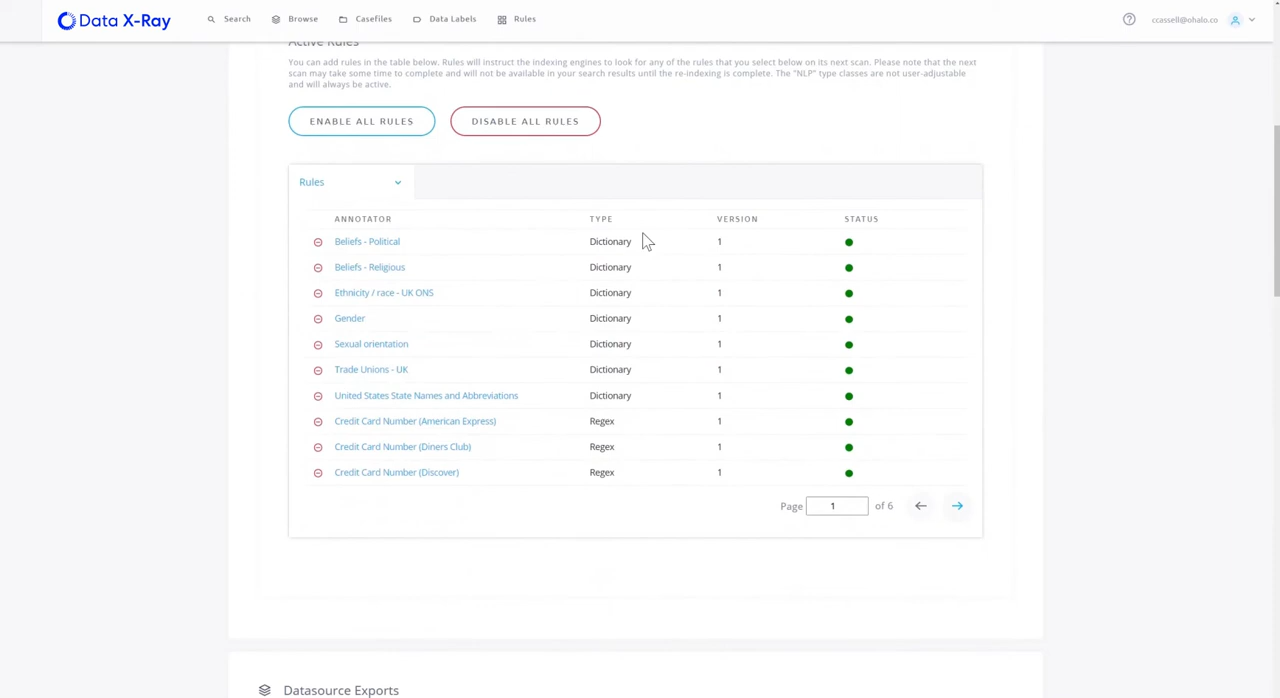 Data X-Ray
Search
Browse
Casefiles
Data Labels
Rules
ccassell@ohalo.co
Active Rules
You can add rules in the table below. Rules will instruct the indexing engines to look for any of the rules that you select below on its next scan. Please note that the next
scan may take some time to complete and will not be available in your search results until the re-indexing is complete. The "NLP" type classes are not user-adjustable
and will always be active.
ENABLE ALL RULES
DISABLE ALL RULES
Rules
ANNOTATOR TYPE VERSION STATUS
Beliefs - Political Dictionary 1
Beliefs - Religious Dictionary 1
Ethnicity / race - UK ONS Dictionary 1
Gender Dictionary 1
Sexual orientation Dictionary 1
Trade Unions - UK Dictionary 1
United States State Names and Abbreviations Dictionary 1
Credit Card Number (American Express) Regex 1
Credit Card Number (Diners Club) Regex 1
Credit Card Number (Discover) Regex 1
Page 1 of 6
Datasource Exports